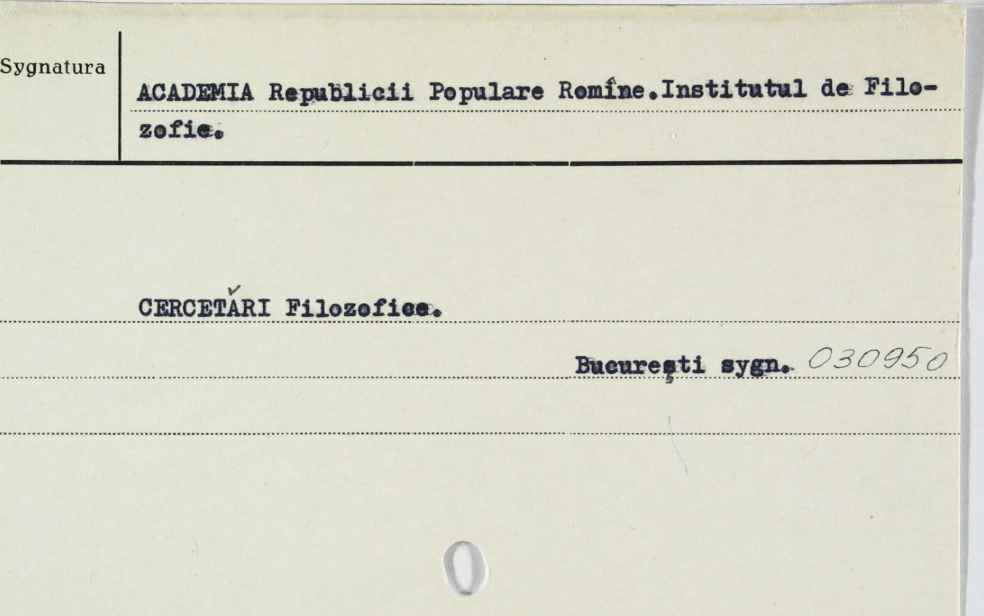 Sygnatura
ACADEMIA Republicii Populare Romîne.Institutul de Filo-
zofie.
CERCETĂRI Filozofice.
București sygn. 030950